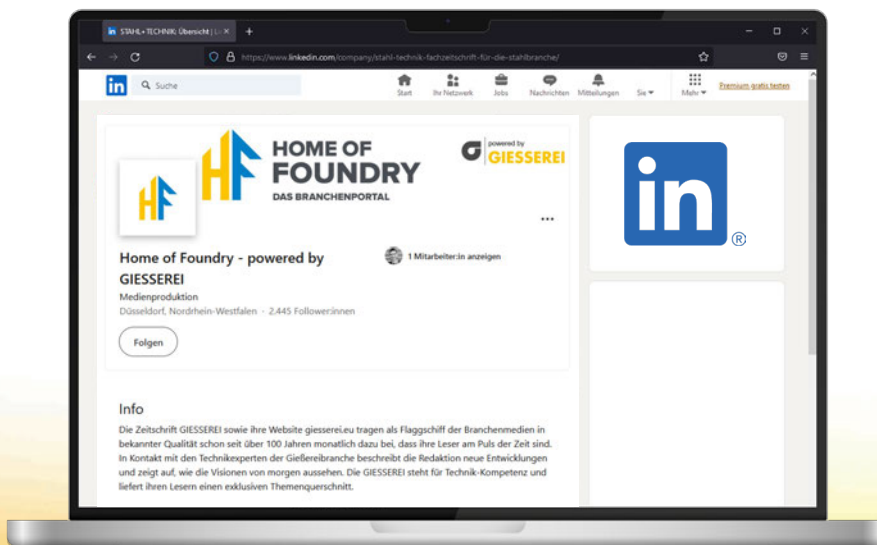 STAHL+TECHNIK: Übersicht | Li
https://www.linkedin.com/company/stahl-technik-fachzeitschrift-für-die-stahlbranche/
in
Suche
Start
Ihr Netzwerk
Jobs
Nachrichten
Mitteilungen
Sie
Mehr
Premium gratis testen
HF
HF
HOME OF
FOUNDRY
DAS BRANCHENPORTAL
G
powered by
GIESSEREI
in
®
Home of Foundry - powered by
GIESSEREI
1 Mitarbeiter:in anzeigen
Medienproduktion
Düsseldorf, Nordrhein-Westfalen · 2.445 Follower:innen
Folgen
Info
Die Zeitschrift GIESSEREI sowie ihre Website giesserei.eu tragen als Flaggschiff der Branchenmedien in
bekannter Qualität schon seit über 100 Jahren monatlich dazu bei, dass ihre Leser am Puls der Zeit sind.
In Kontakt mit den Technikexperten der Gießereibranche beschreibt die Redaktion neue Entwicklungen
und zeigt auf, wie die Visionen von morgen aussehen. Die GIESSEREI steht für Technik-Kompetenz und
liefert ihren Lesern einen exklusiven Themenquerschnitt.